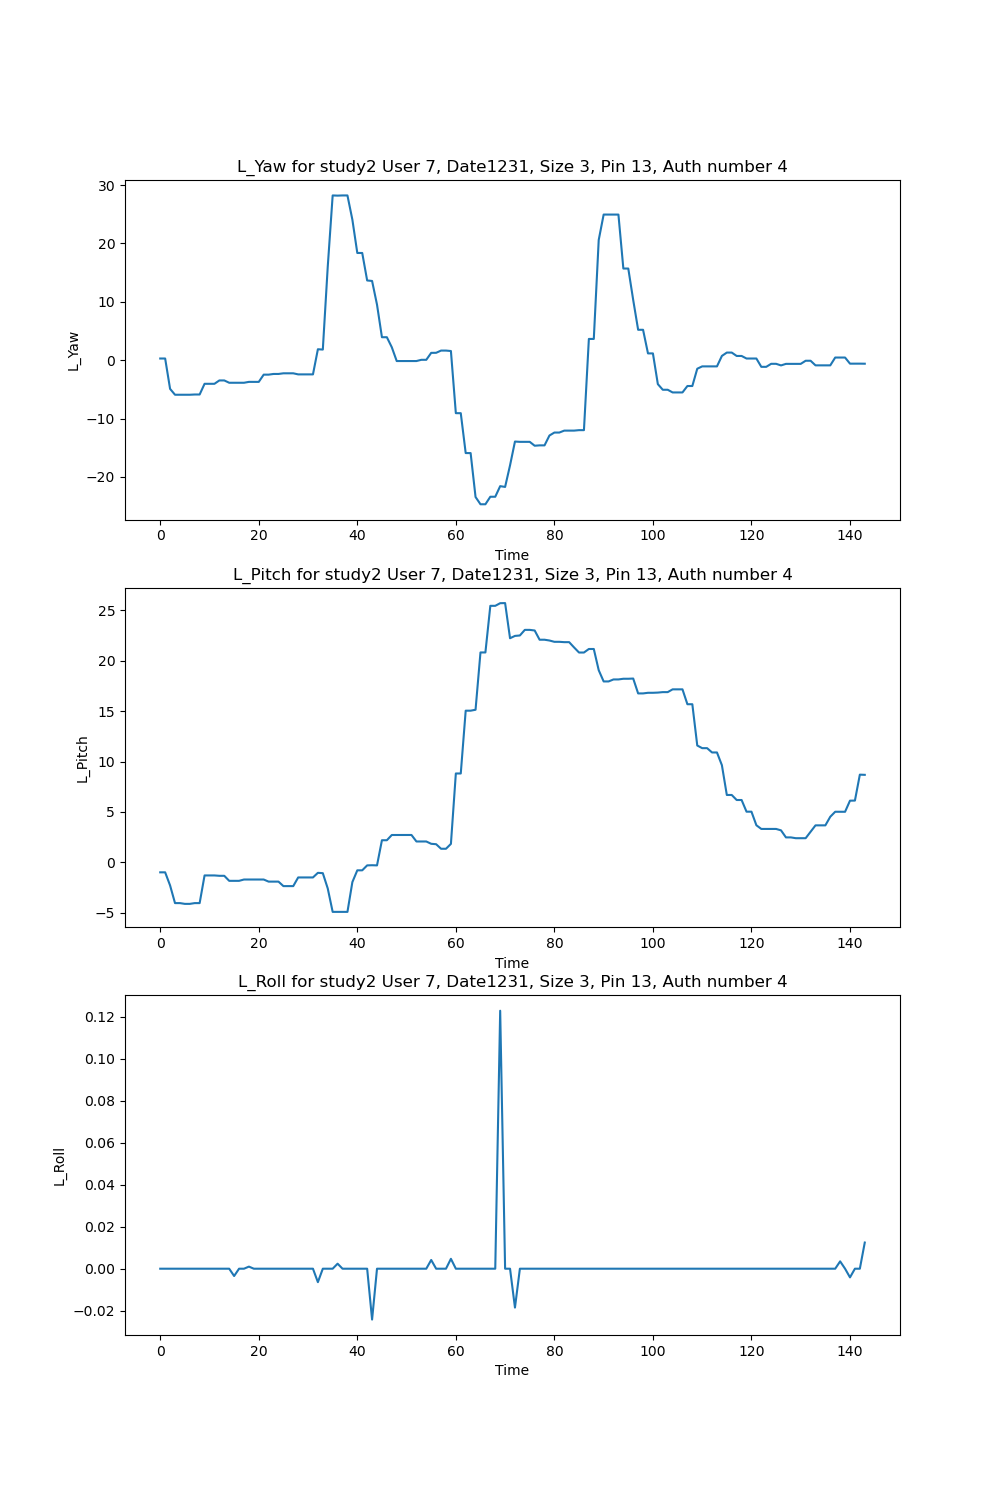 L_Yaw for study2 User 7, Date1231, Size 3, Pin 13, Auth number 4
30
20
10
0
−10
−20
L_Yaw
0 20 40 60 80 100 120 140
Time
L_Pitch for study2 User 7, Date1231, Size 3, Pin 13, Auth number 4
25
20
15
10
5
0
−5
L_Pitch
0 20 40 60 80 100 120 140
Time
L_Roll for study2 User 7, Date1231, Size 3, Pin 13, Auth number 4
0.12
0.10
0.08
0.06
0.04
0.02
0.00
−0.02
L_Roll
0 20 40 60 80 100 120 140
Time